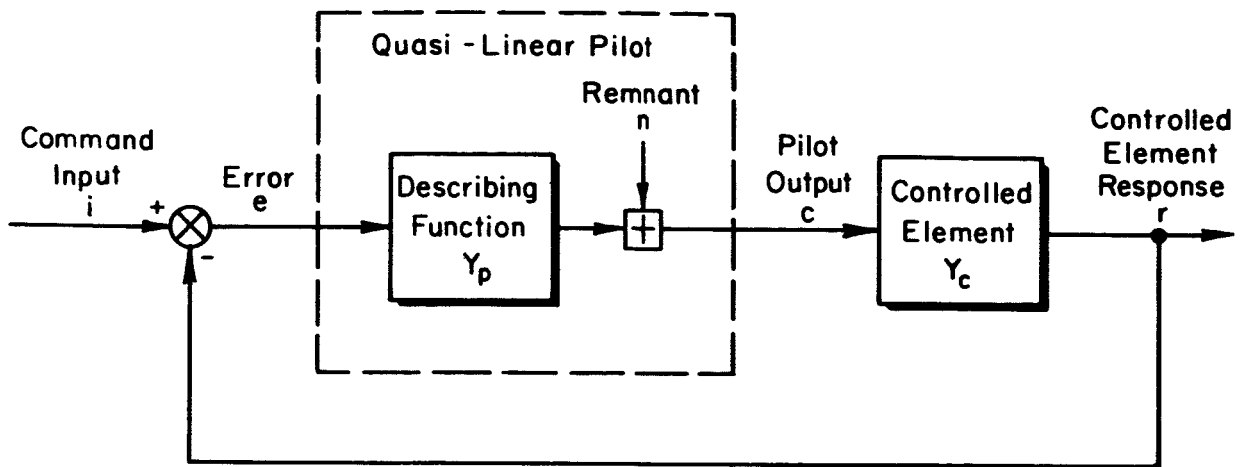 Quasi - Linear Pilot
Remnant
n
Command
Input
i
+
-
Error
e
Describing
Function
Yp
+
Pilot
Output
c
Controlled
Element
Yc
Controlled
Element
Response
r